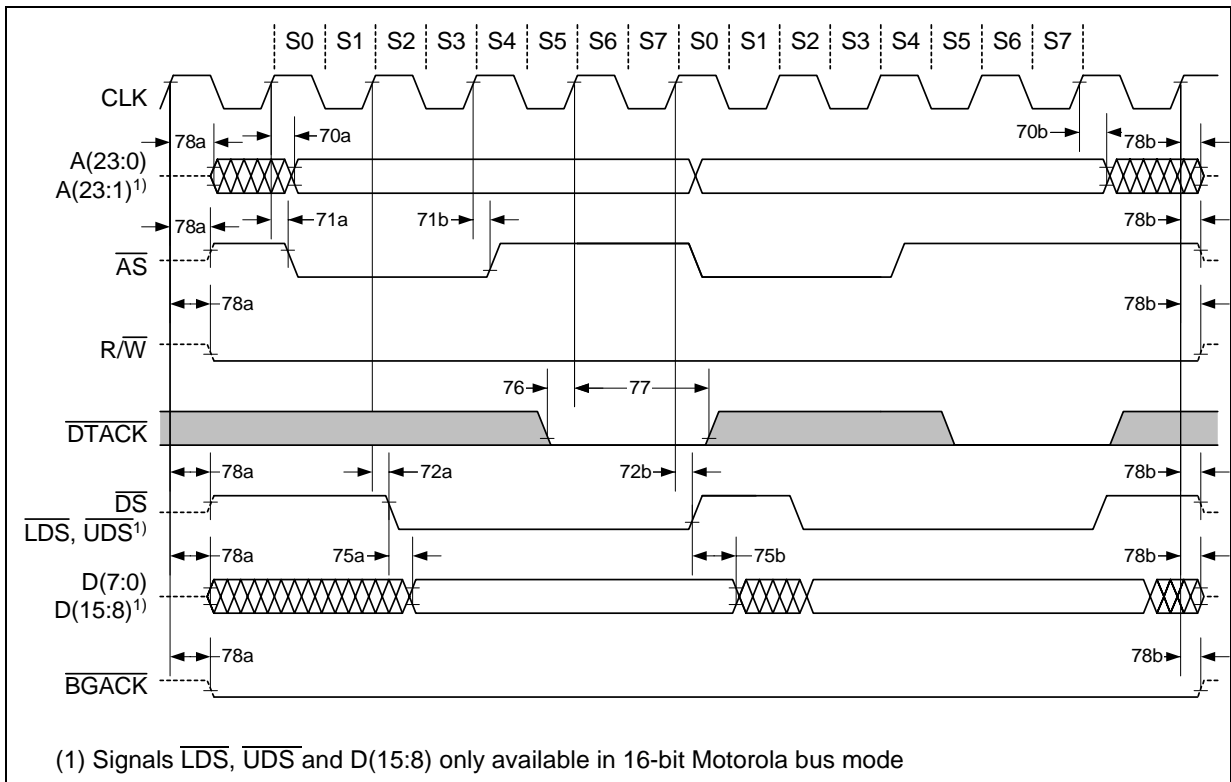 S0 S1 S2 S3 S4 S5 S6 S7 S0 S1 S2 S3 S4 S5 S6 S7
CLK
78a 70a 70b 78b
A(23:0)
A(23:1)1)
78a 71a 71b 78b
AS
78a 78b
R/W
76 77
DTACK
78a 72a 72b 78b
DS
LDS, UDS1)
78a 75a 75b 78b
D(7:0)
D(15:8)1)
78a 78b
BGACK
(1) Signals LDS, UDS and D(15:8) only available in 16-bit Motorola bus mode